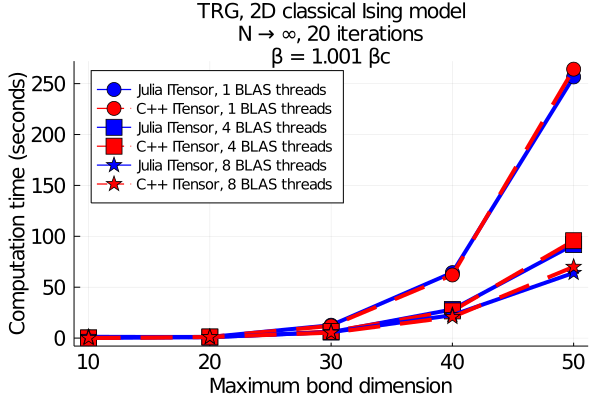 TRG, 2D classical Ising model
N → ∞, 20 iterations
β = 1.001 βc
Computation time (seconds)
250
200
150
100
50
0
Julia ITensor, 1 BLAS threads
C++ ITensor, 1 BLAS threads
Julia ITensor, 4 BLAS threads
C++ ITensor, 4 BLAS threads
Julia ITensor, 8 BLAS threads
C++ ITensor, 8 BLAS threads
10 20 30 40 50
Maximum bond dimension